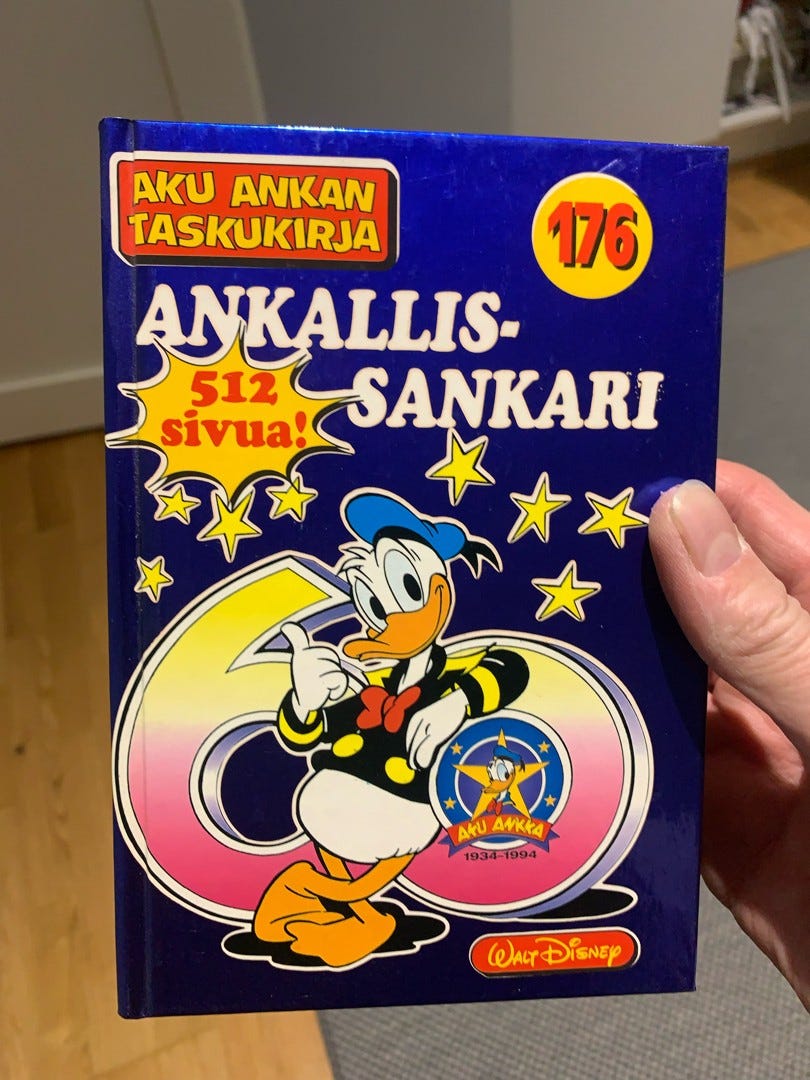 AKU ANKAN
TASKUKIRJA
176
ANKALLIS-
512
sivua!
SANKARI
AKU ANKKA
1934-1994
WALT DISNEY